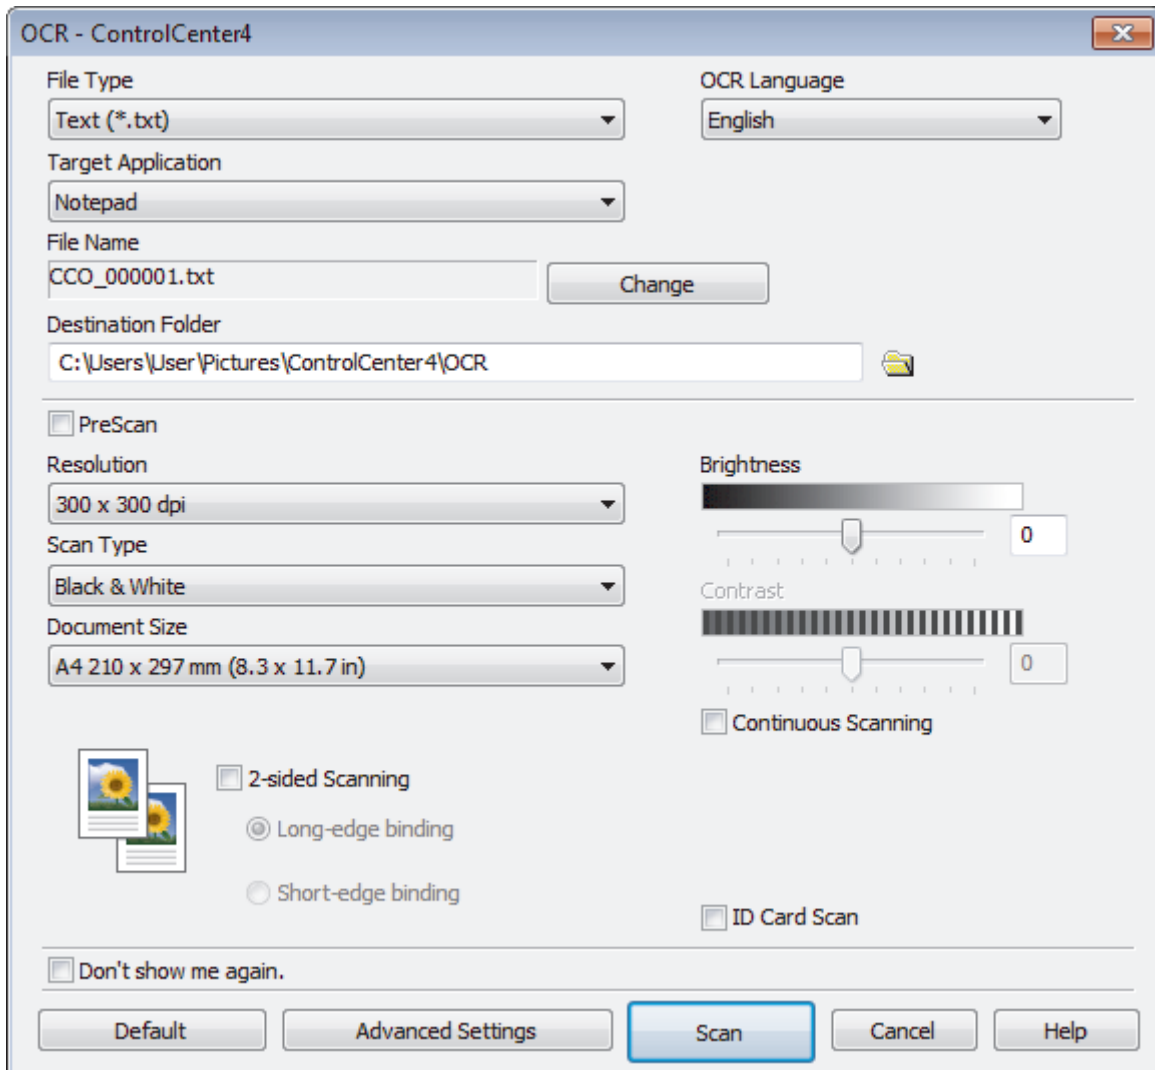 OCR - ControlCenter4
File Type
OCR Language
Text (*.txt)
English
Target Application
Notepad
File Name
CCO_000001.txt
Change
Destination Folder
C:\Users\User\Pictures\ControlCenter4\OCR
PreScan
Resolution
Brightness
300 x 300 dpi
0
Scan Type
Black & White
Contrast
Document Size
A4 210 x 297 mm (8.3 x 11.7 in)
0
Continuous Scanning
2-sided Scanning
Long-edge binding
Short-edge binding
ID Card Scan
Don't show me again.
Default
Advanced Settings
Scan
Cancel
Help